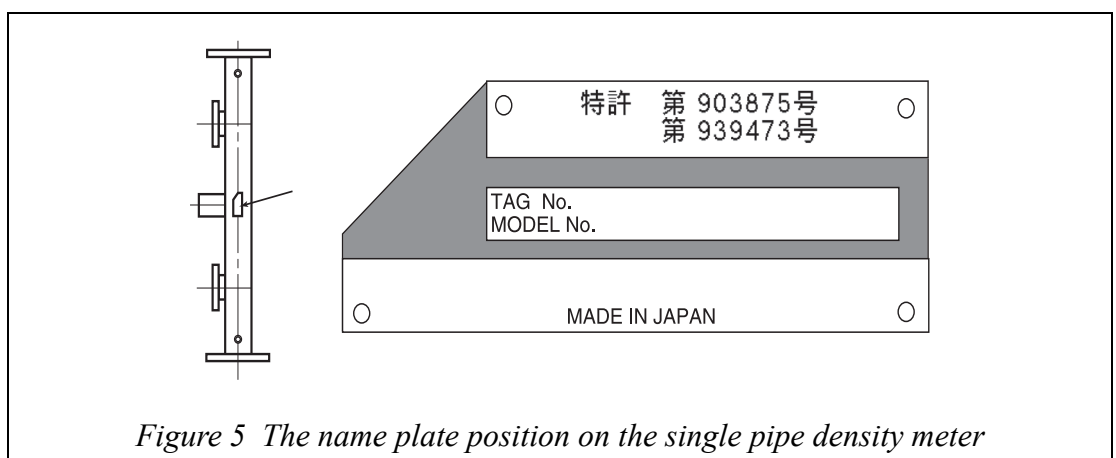 特許 第 903875号
第 939473号
TAG No.
MODEL No.
MADE IN JAPAN
Figure 5 The name plate position on the single pipe density meter